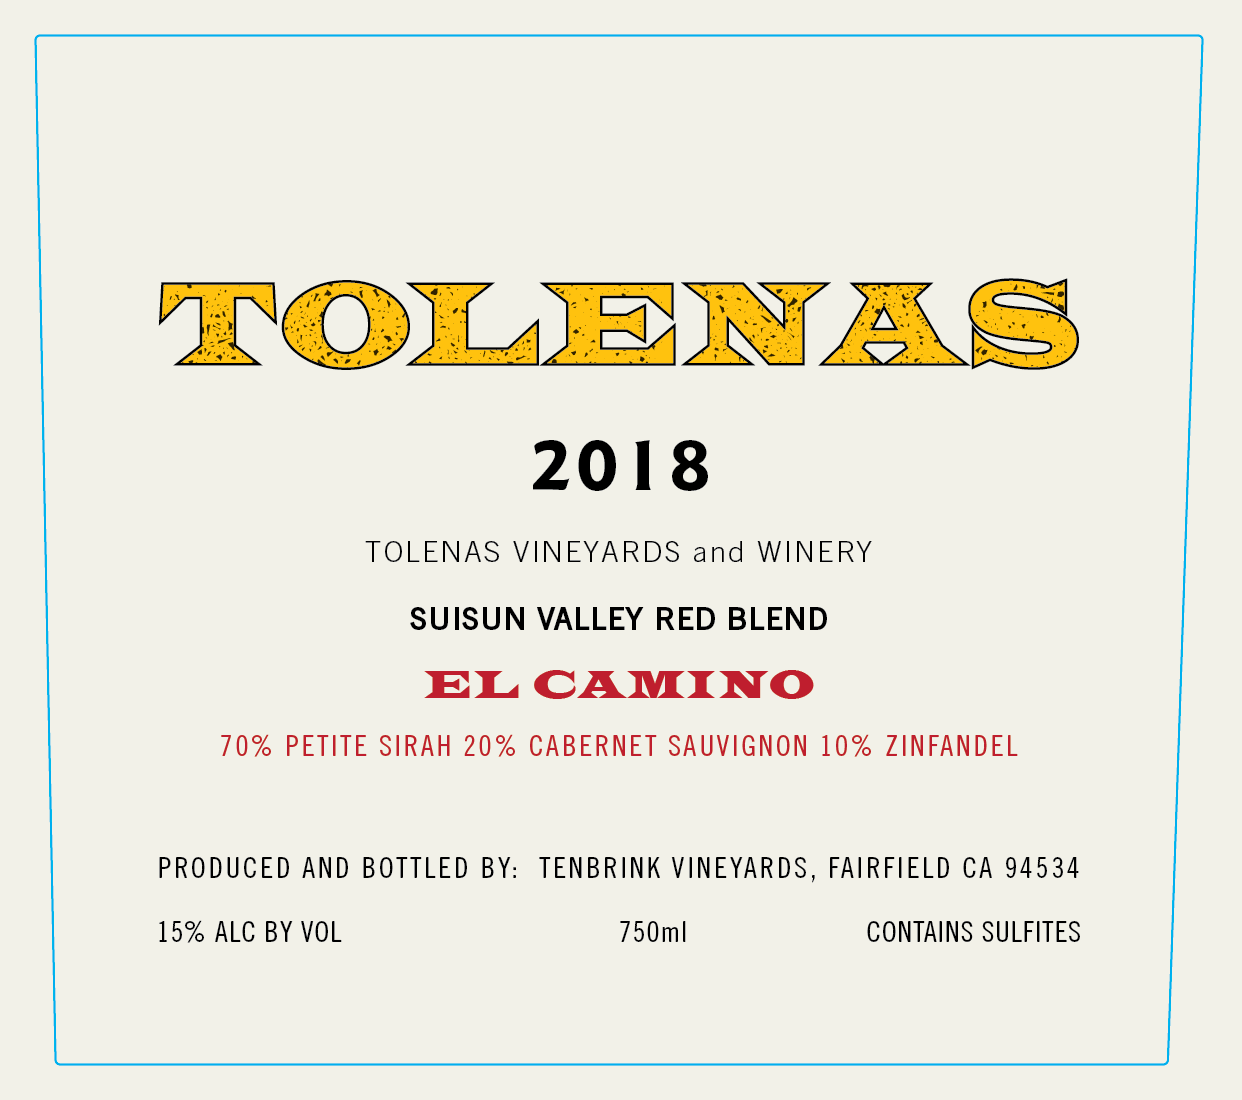 TOLENAS
2018
TOLENAS VINEYARDS and WINERY
SUISUN VALLEY RED BLEND
EL CAMINO
70% PETITE SIRAH 20% CABERNET SAUVIGNON 10% ZINFANDEL
PRODUCED AND BOTTLED BY: TENBRINK VINEYARDS, FAIRFIELD CA 94534
15% ALC BY VOL 750ml CONTAINS SULFITES